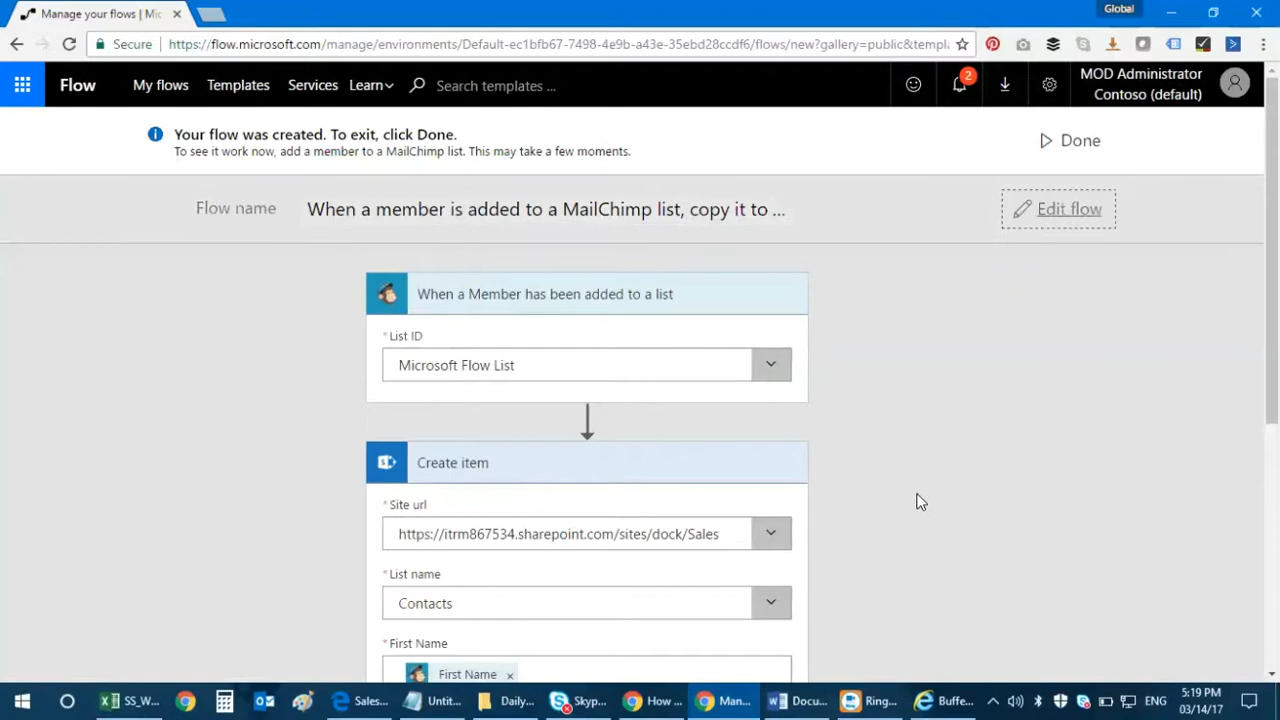 Manage your flows | Mic
Global
Secure
https://flow.microsoft.com/manage/environments/Default-ec1bfb67-7498-4e9b-a43e-35ebd28ccdf6/flows/new?gallery=public&templ
Flow
My flows
Templates
Services
Learn
Search templates ...
2
MOD Administrator
Contoso (default)
Your flow was created. To exit, click Done.
To see it work now, add a member to a MailChimp list. This may take a few moments.
Done
Flow name
When a member is added to a MailChimp list, copy it to ...
Edit flow
When a Member has been added to a list
* List ID
Microsoft Flow List
Create item
* Site url
https://itrm867534.sharepoint.com/sites/dock/Sales
* List name
Contacts
* First Name
First Name ×
SS_W...
Sales...
Untit...
Daily...
Skyp...
How ...
Man...
Docu...
Ring...
Buffe...
ENG
5:19 PM
03/14/17